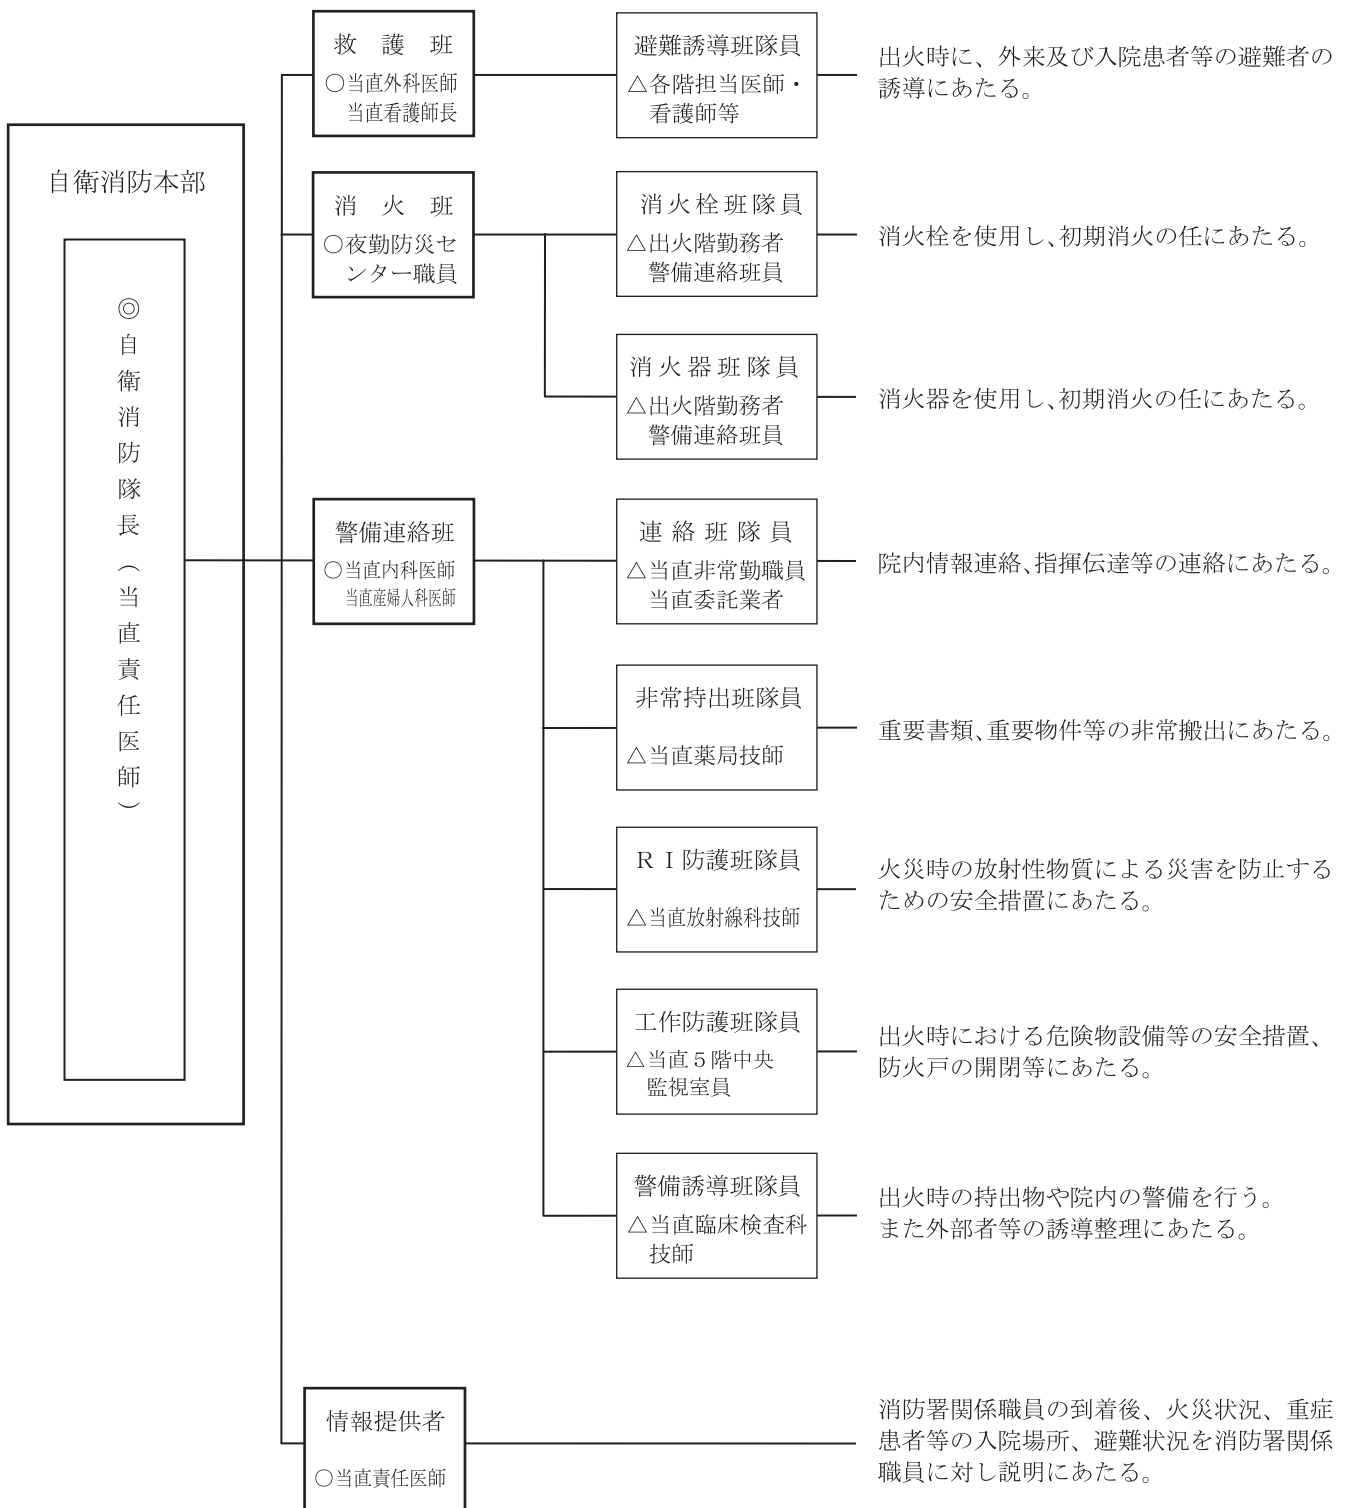 自衛消防本部
◎自衛消防隊長(当直責任医師)
救護班
○当直外科医師
当直看護師長
避難誘導班隊員
△各階担当医師・
看護師等
出火時に、外来及び入院患者等の避難者の
誘導にあたる。
消火班
○夜勤防災セ
ンター職員
消火栓班隊員
△出火階勤務者
警備連絡班員
消火栓を使用し、初期消火の任にあたる。
消火器班隊員
△出火階勤務者
警備連絡班員
消火器を使用し、初期消火の任にあたる。
警備連絡班
○当直内科医師
当直産婦人科医師
連絡班隊員
△当直非常勤職員
当直委託業者
院内情報連絡、指揮伝達等の連絡にあたる。
非常持出班隊員
△当直薬局技師
重要書類、重要物件等の非常搬出にあたる。
RI防護班隊員
△当直放射線科技師
火災時の放射性物質による災害を防止する
ための安全措置にあたる。
工作防護班隊員
△当直5階中央
監視室員
出火時における危険物設備等の安全措置、
防火戸の開閉等にあたる。
警備誘導班隊員
△当直臨床検査科
技師
出火時の持出物や院内の警備を行う。
また外部者等の誘導整理にあたる。
情報提供者
○当直責任医師
消防署関係職員の到着後、火災状況、重症
患者等の入院場所、避難状況を消防署関係
職員に対し説明にあたる。